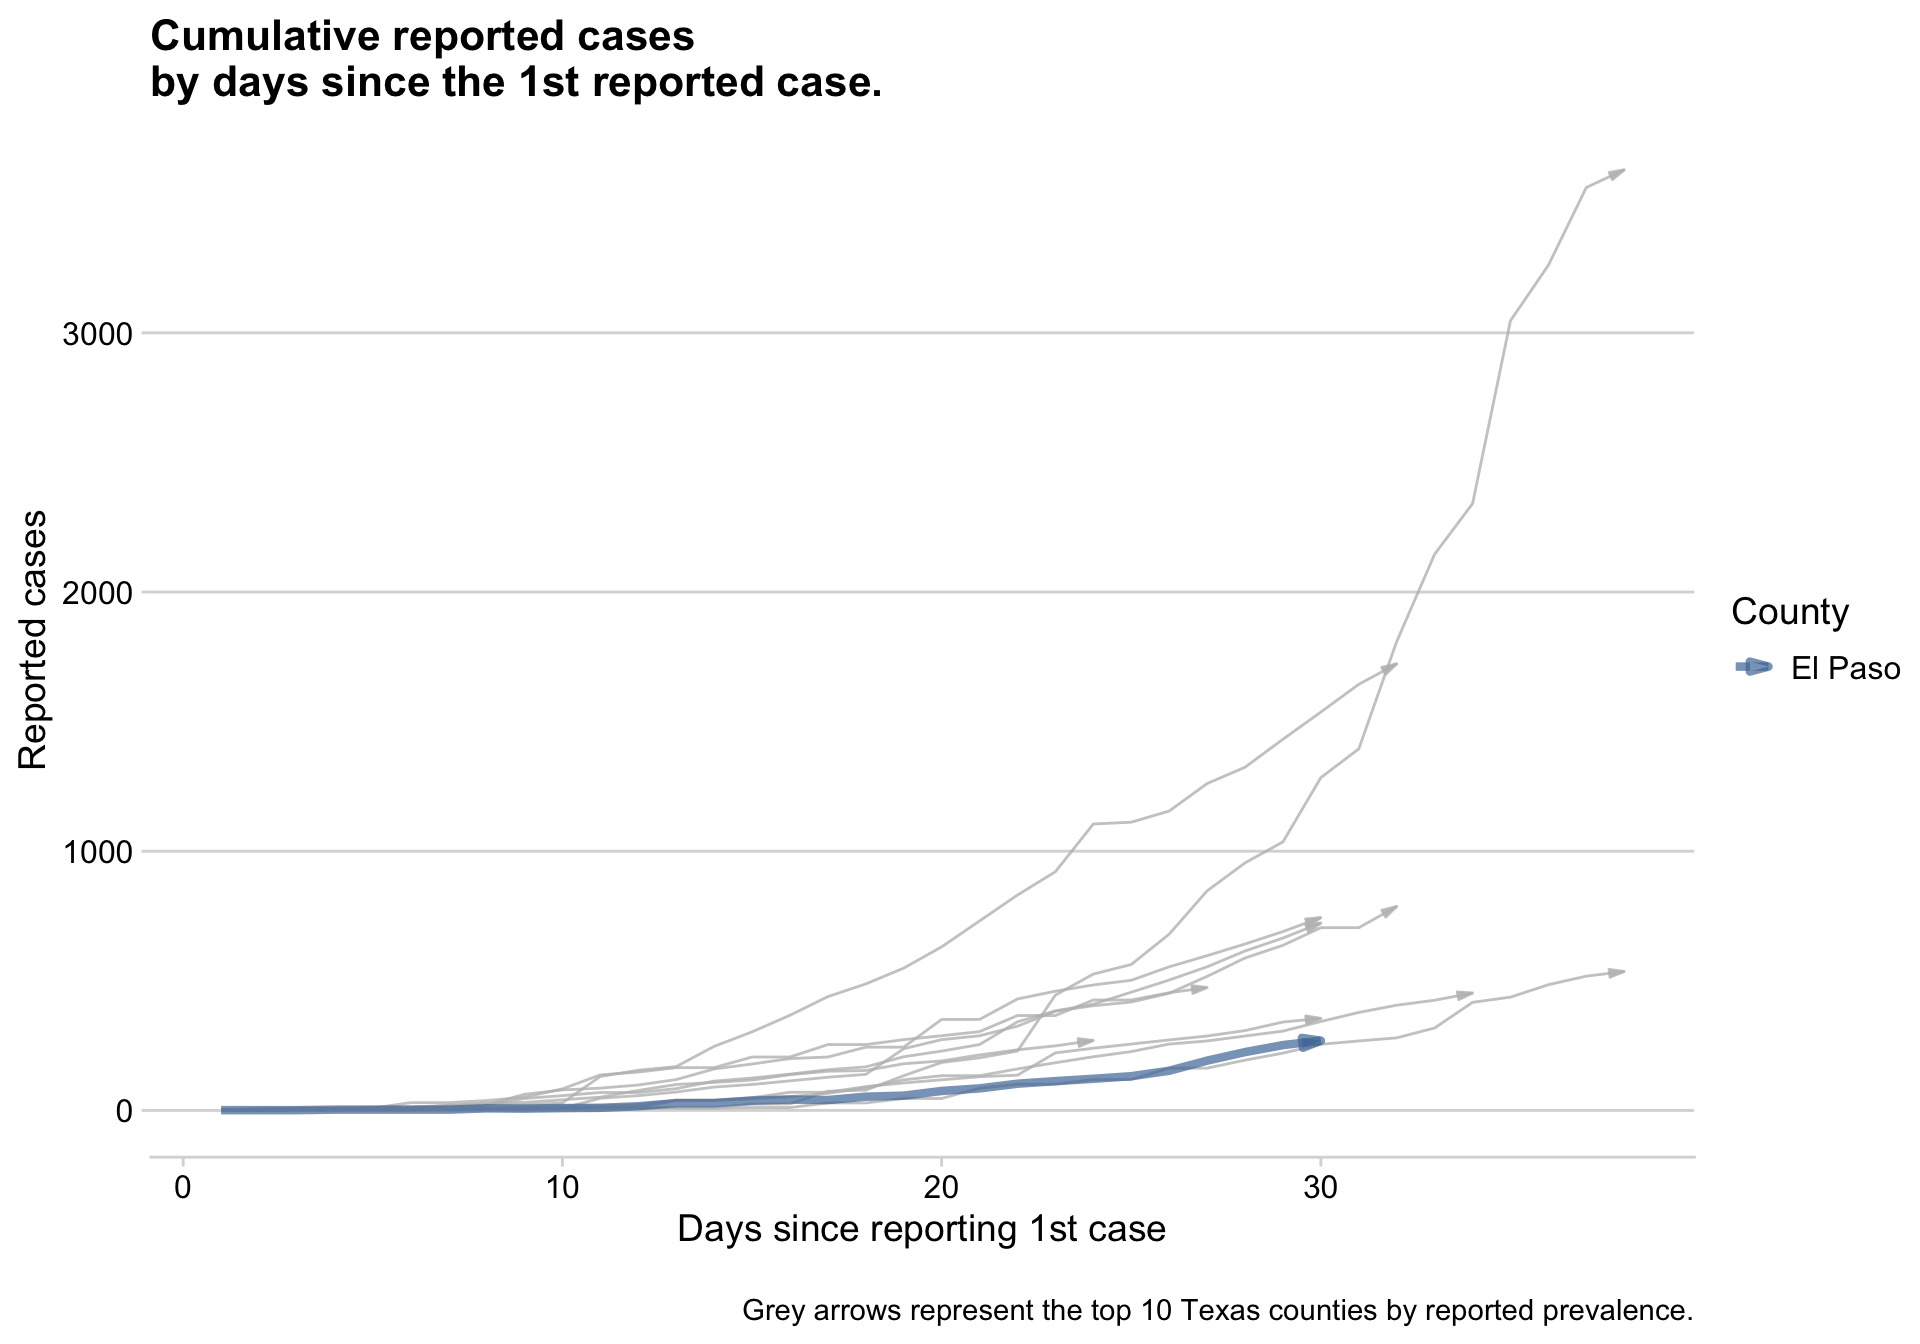 Cumulative reported cases
by days since the 1st reported case.
Reported cases
3000
2000
1000
0
0 10 20 30
Days since reporting 1st case
County
El Paso
Grey arrows represent the top 10 Texas counties by reported prevalence.